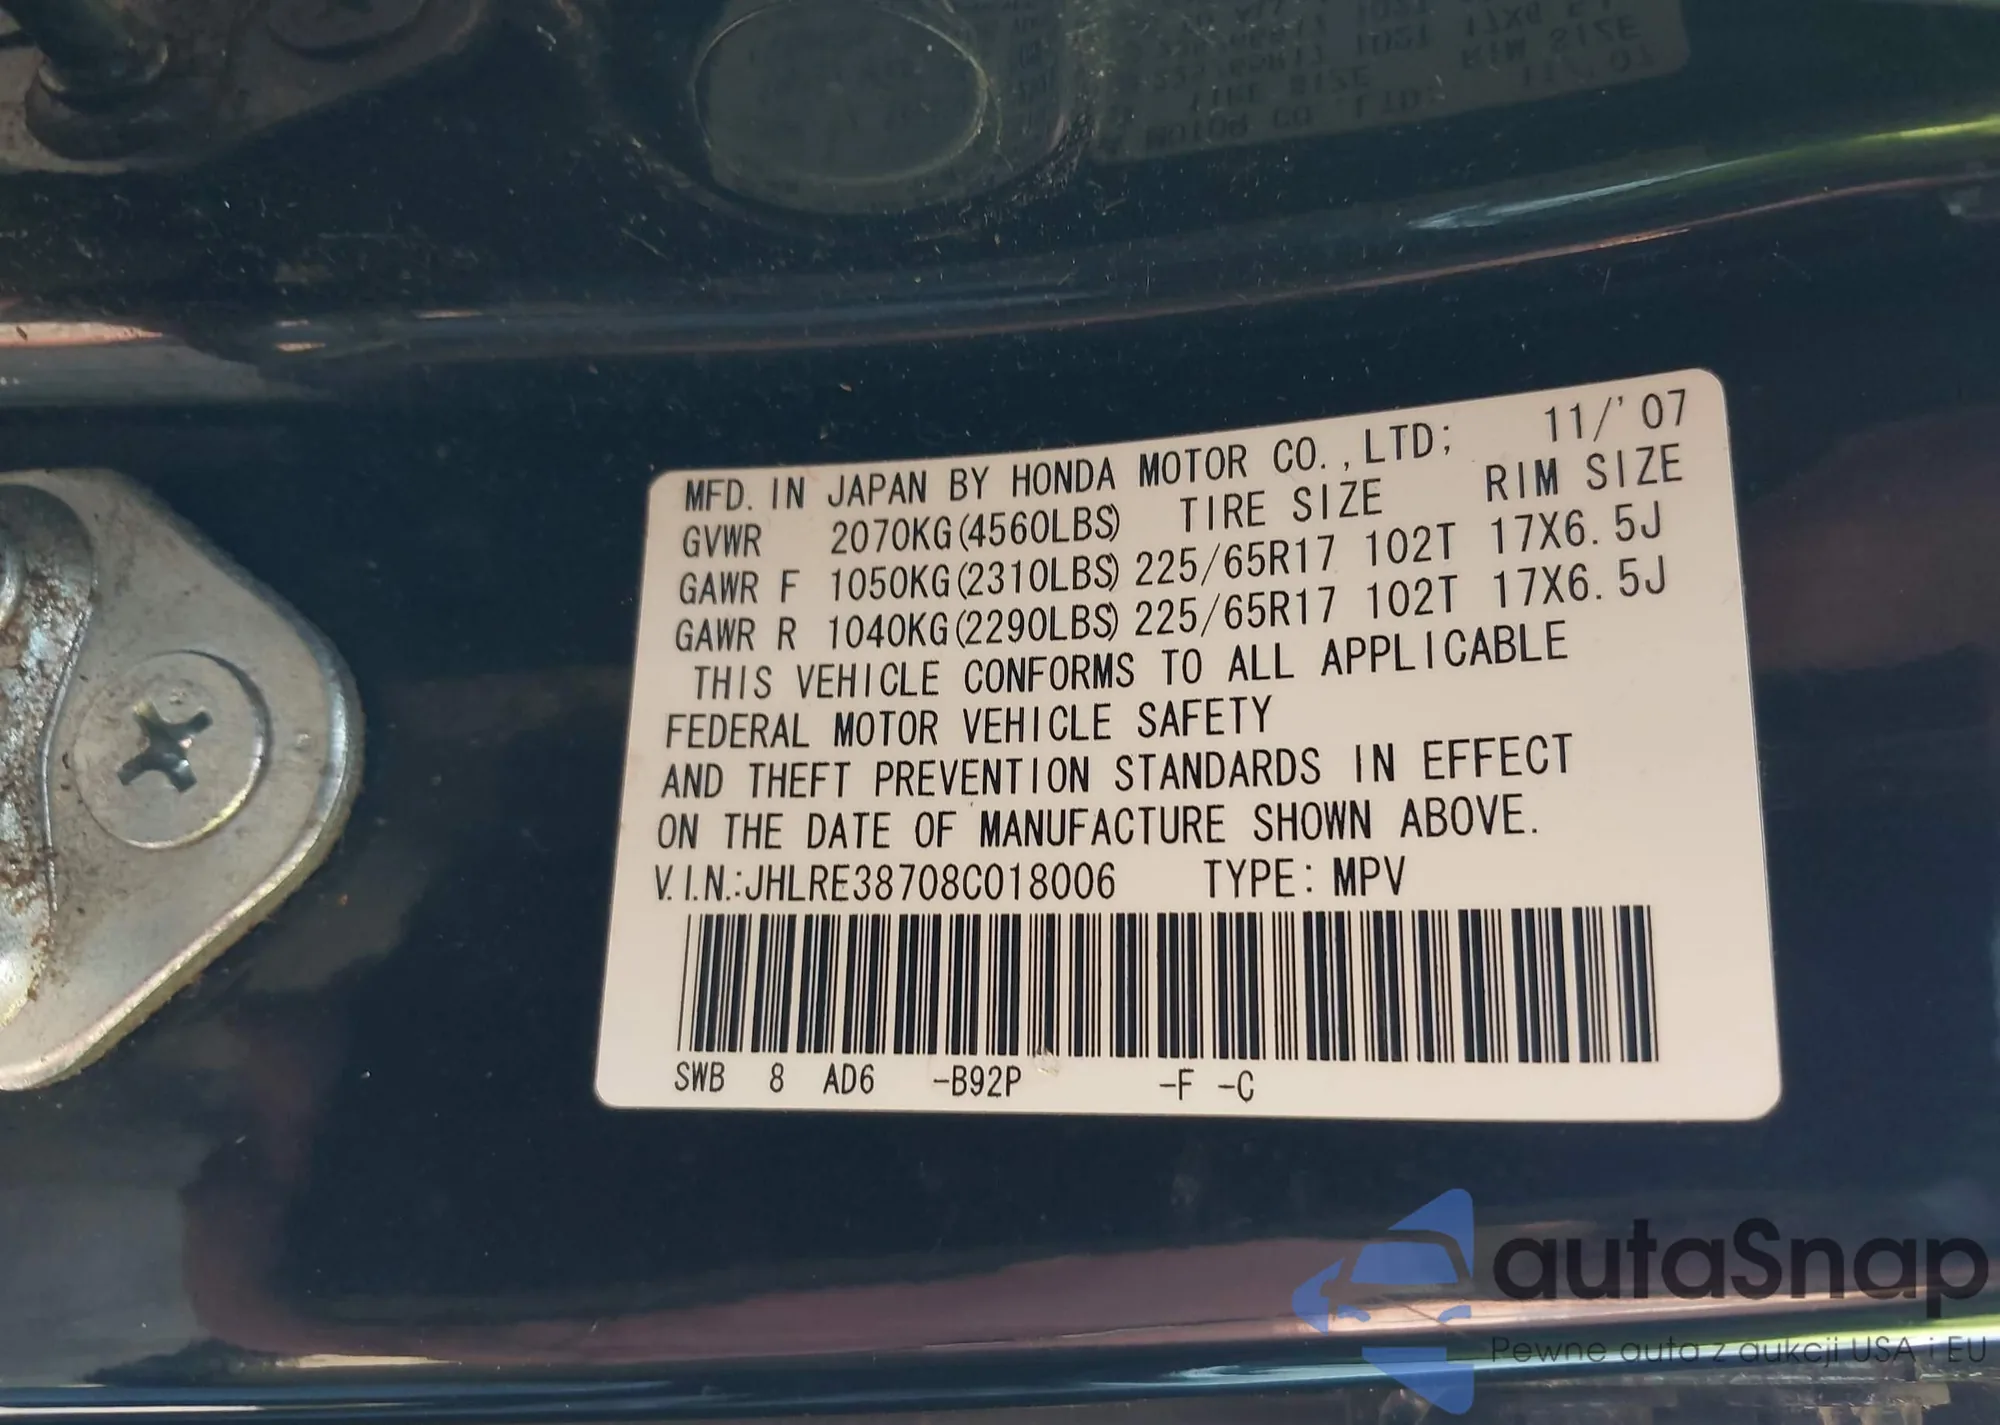 MFD. IN JAPAN BY HONDA MOTOR CO.,LTD; 11/'07
GVWR 2070KG(4560LBS) TIRE SIZE RIM SIZE
GAWR F 1050KG(2310LBS) 225/65R17 102T 17X6.5J
GAWR R 1040KG(2290LBS) 225/65R17 102T 17X6.5J
THIS VEHICLE CONFORMS TO ALL APPLICABLE
FEDERAL MOTOR VEHICLE SAFETY
AND THEFT PREVENTION STANDARDS IN EFFECT
ON THE DATE OF MANUFACTURE SHOWN ABOVE.
V.I.N.:JHLRE38708C018006 TYPE: MPV
SWB 8 AD6 -B92P -F -C
autaSnap
Pewne auta z aukcji USA i EU